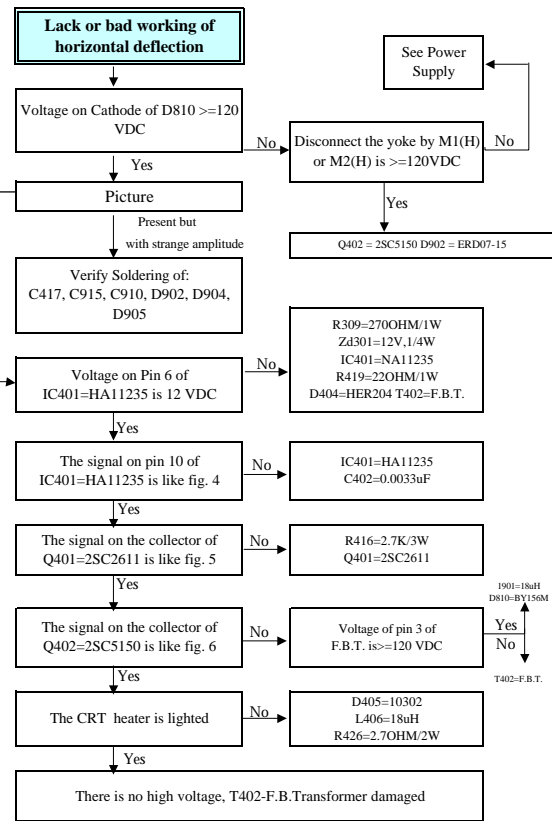 Lack or bad working of
horizontal deflection
See Power
Supply
Voltage on Cathode of D810 >=120
VDC
No
Disconnect the yoke by M1(H)
or M2(H) is >=120VDC
No
Yes
Yes
Picture
Present but
with strange amplitude
Q402 = 2SC5150 D902 = ERD07-15
Verify Soldering of:
C417, C915, C910, D902, D904,
D905
Voltage on Pin 6 of
IC401=HA11235 is 12 VDC
No
R309=270OHM/1W
Zd301=12V,1/4W
IC401=NA11235
R419=22OHM/1W
D404=HER204 T402=F.B.T.
Yes
The signal on pin 10 of
IC401=HA11235 is like fig. 4
No
IC401=HA11235
C402=0.0033uF
Yes
The signal on the collector of
Q401=2SC2611 is like fig. 5
No
R416=2.7K/3W
Q401=2SC2611
Yes
The signal on the collector of
Q402=2SC5150 is like fig. 6
No
Voltage of pin 3 of
F.B.T. is>=120 VDC
1901=18uH
D810=BY156M
Yes
No
T402=F.B.T.
Yes
The CRT heater is lighted
No
D405=10302
L406=18uH
R426=2.7OHM/2W
Yes
There is no high voltage, T402-F.B.Transformer damaged